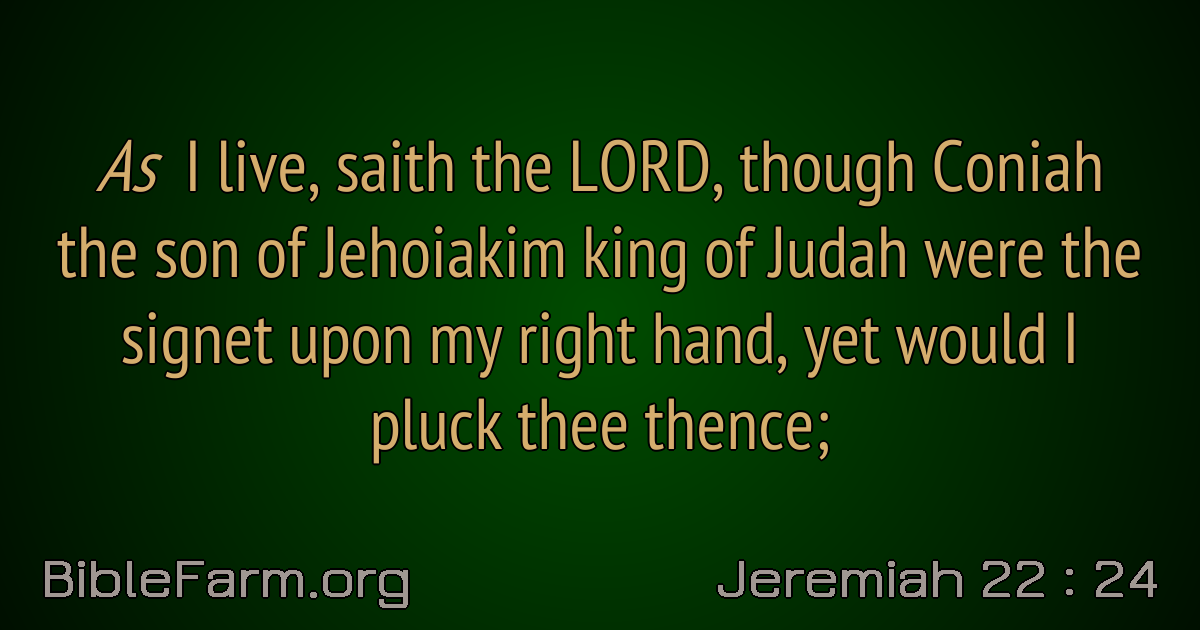 As I live, saith the LORD, though Coniah
the son of Jehoiakim king of Judah were the
signet upon my right hand, yet would I
pluck thee thence;
BibleFarm.org
Jeremiah 22 : 24